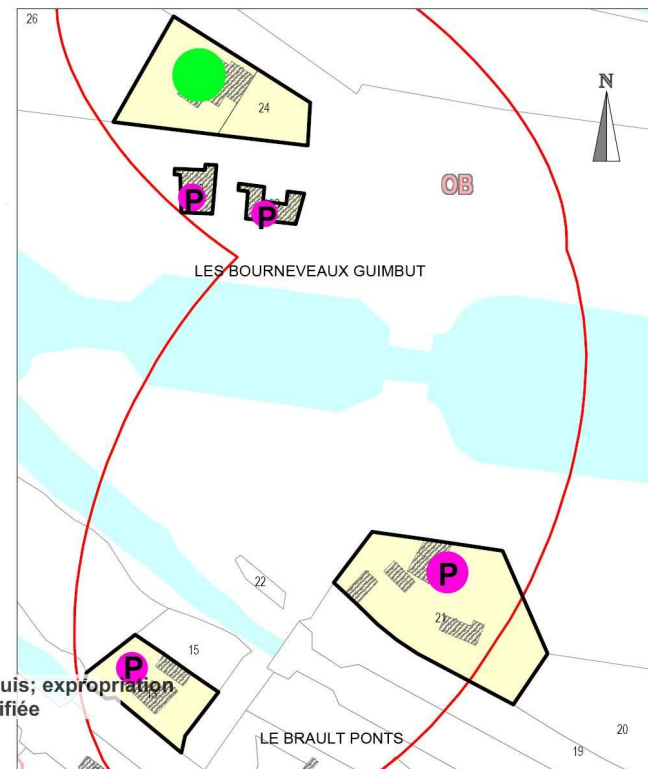 26
24
N
P
P
OB
LES BOURNEVEAUX GUIMBUT
P
22
21
15
P
uis; expropriation
ifiée
LE BRAULT PONTS
20
19